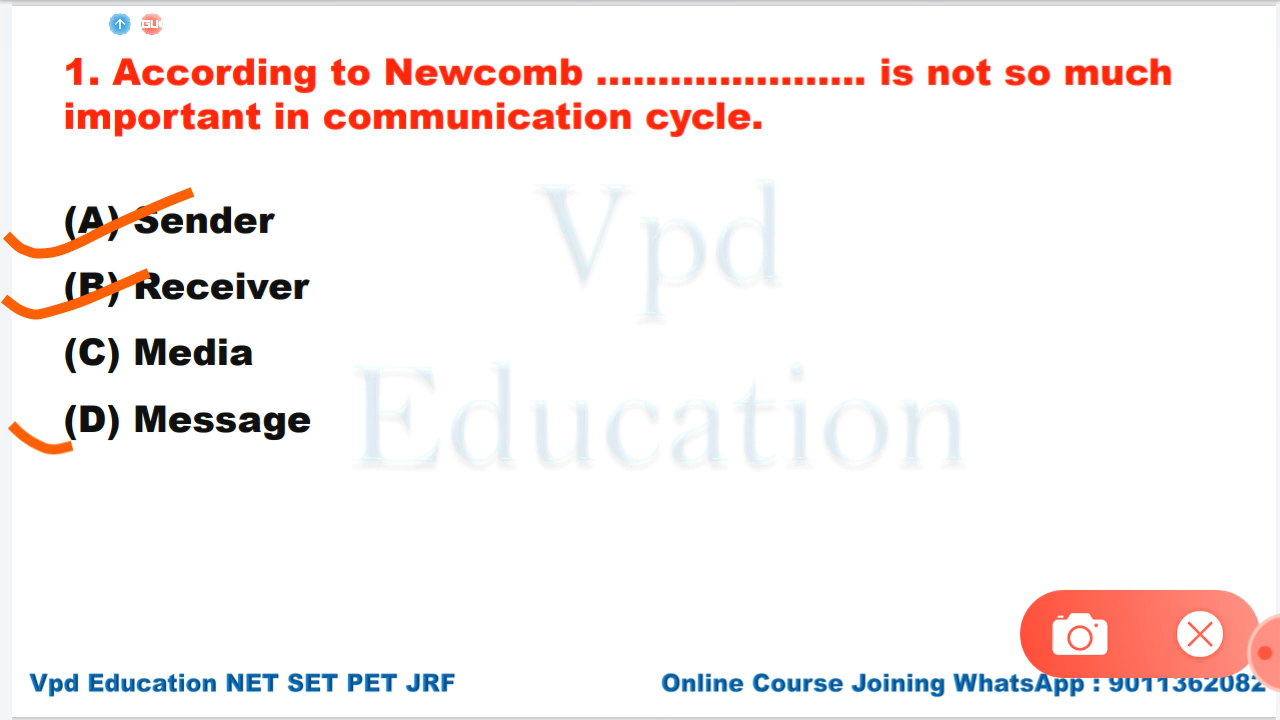 GU
1. According to Newcomb ...................... is not so much
important in communication cycle.
(A) Sender
(B) Receiver
(C) Media
(D) Message
Vpd
Education
Vpd Education NET SET PET JRF
Online Course Joining WhatsApp : 9011362082